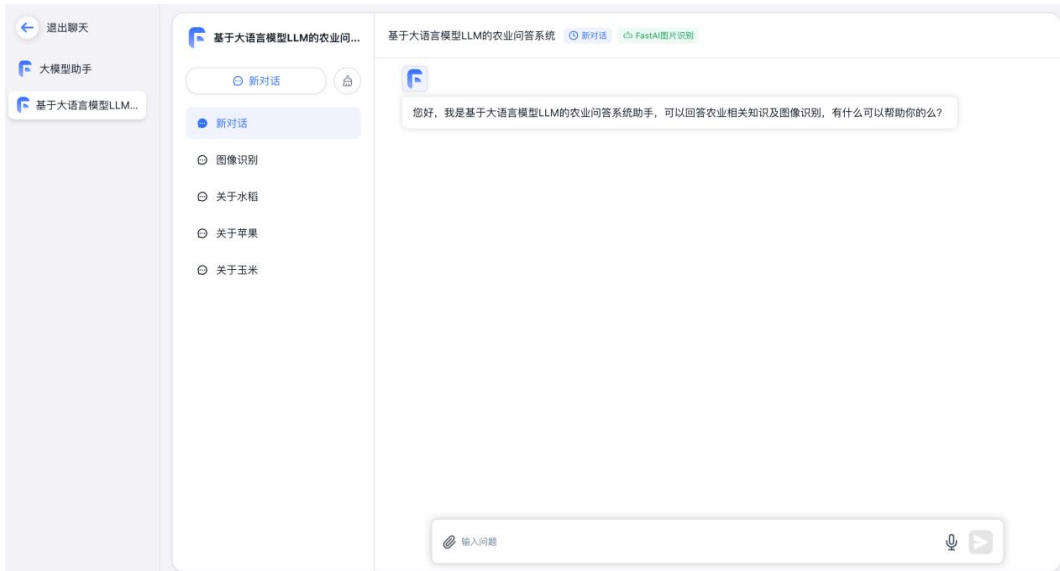 退出聊天
大模型助手
基于大语言模型LLM...
基于大语言模型LLM的农业问...
新对话
新对话
图像识别
关于水稻
关于苹果
关于玉米
基于大语言模型LLM的农业问答系统 新对话 FastAI图片识别
您好，我是基于大语言模型LLM的农业问答系统助手，可以回答农业相关知识及图像识别，有什么可以帮助你的么？
输入问题